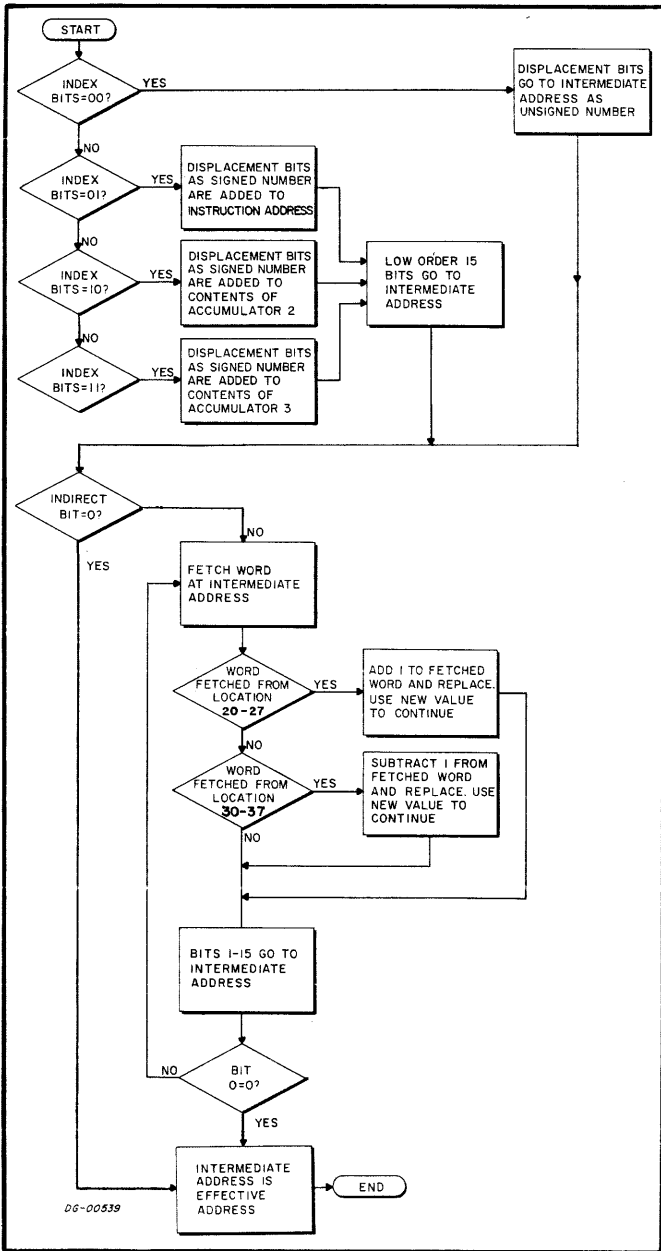 START
INDEX
BITS=00?
YES
DISPLACEMENT BITS
GO TO INTERMEDIATE
ADDRESS AS
UNSIGNED NUMBER
NO
INDEX
BITS=01?
YES
DISPLACEMENT BITS
AS SIGNED NUMBER
ARE ADDED TO
INSTRUCTION ADDRESS
NO
INDEX
BITS=10?
YES
DISPLACEMENT BITS
AS SIGNED NUMBER
ARE ADDED TO
CONTENTS OF
ACCUMULATOR 2
LOW ORDER 15
BITS GO TO
INTERMEDIATE
ADDRESS
NO
INDEX
BITS=11?
YES
DISPLACEMENT BITS
AS SIGNED NUMBER
ARE ADDED TO
CONTENTS OF
ACCUMULATOR 3
INDIRECT
BIT=0?
NO
YES
FETCH WORD
AT INTERMEDIATE
ADDRESS
WORD
FETCHED FROM
LOCATION
20-27
YES
ADD 1 TO FETCHED
WORD AND REPLACE.
USE NEW VALUE
TO CONTINUE
NO
WORD
FETCHED FROM
LOCATION
30-37
YES
SUBTRACT 1 FROM
FETCHED WORD
AND REPLACE. USE
NEW VALUE TO
CONTINUE
NO
BITS 1-15 GO TO
INTERMEDIATE
ADDRESS
NO
BIT
0=0?
YES
INTERMEDIATE
ADDRESS IS
EFFECTIVE
ADDRESS
END
DG-00539